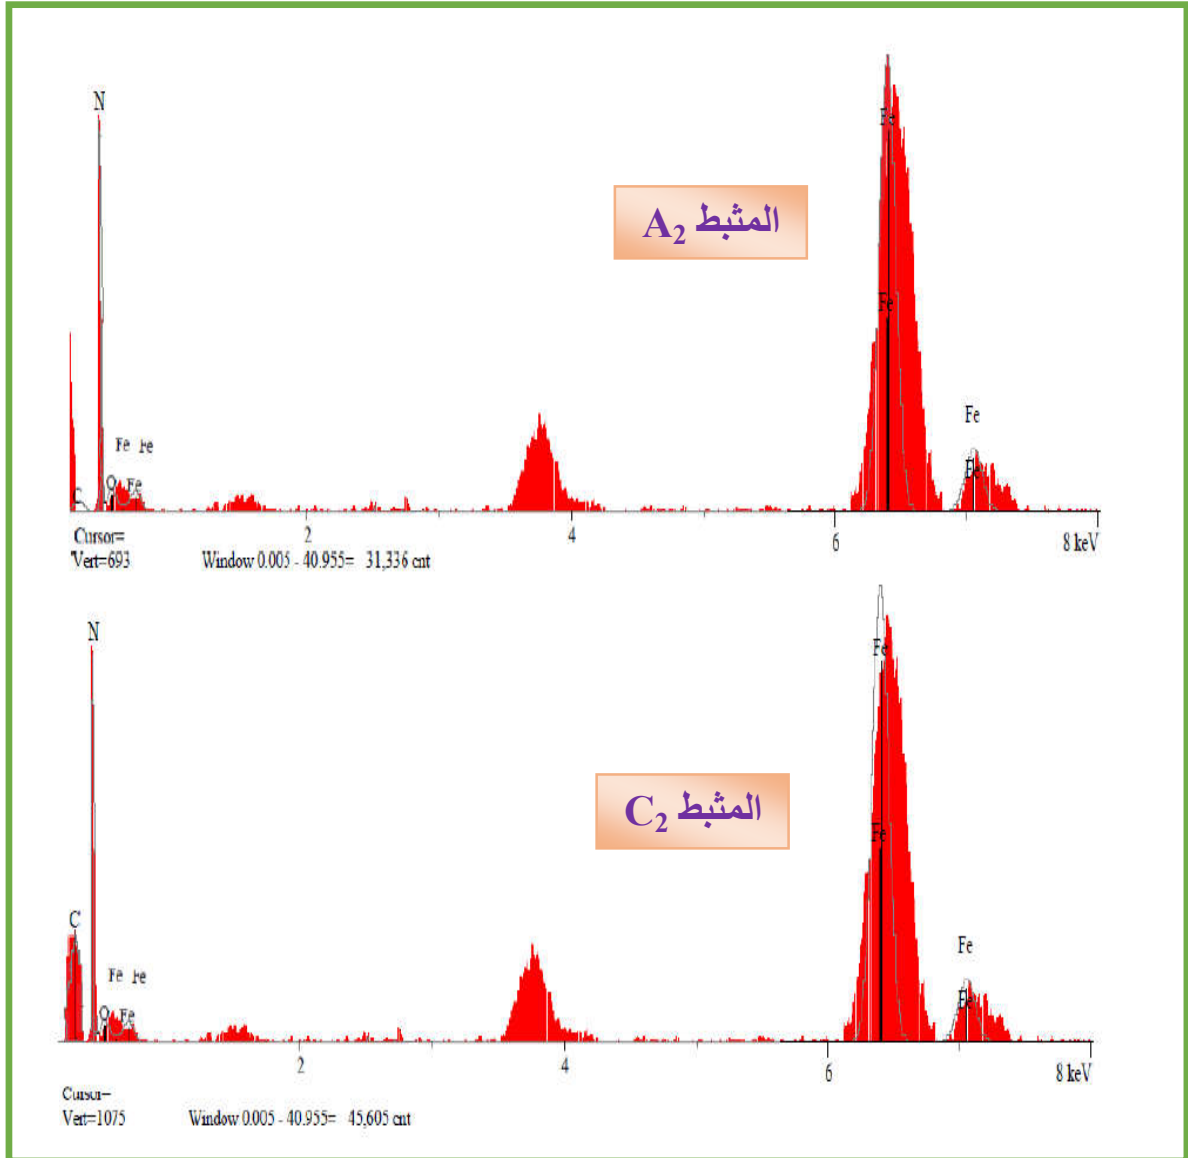 N
Fe
المثبط A₂
Fe
Fe Fe
Fe
C O Fe
Fe
2 4 6 8 keV
Cursor=
Vert=693 Window 0.005 - 40.955= 31,336 cnt
N
Fe
المثبط C₂
Fe
C
Fe
Fe Fe
Fe
O Fe
2 4 6 8 keV
Cursor=
Vert=1075 Window 0.005 - 40.955= 45,605 cnt